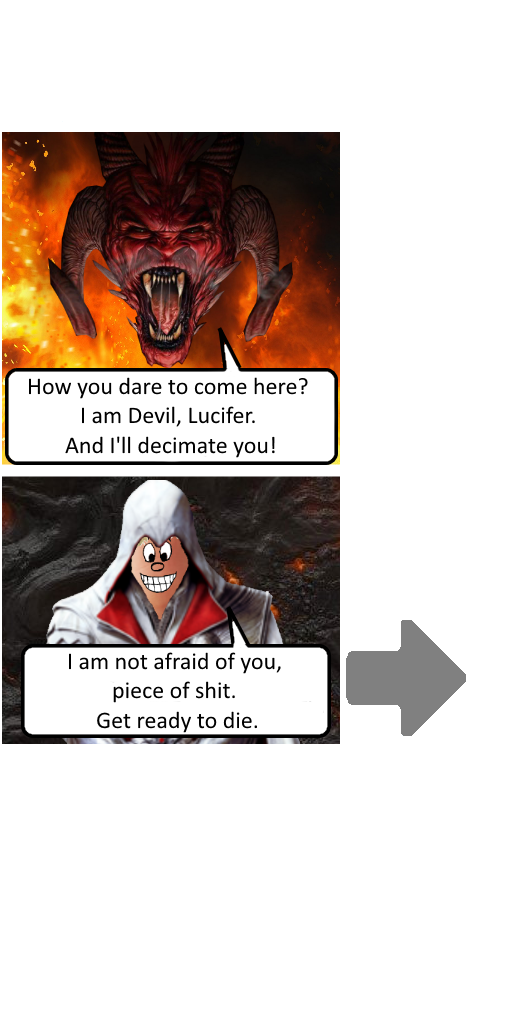 How you dare to come here?
I am Devil, Lucifer.
And I'll decimate you!
I am not afraid of you,
piece of shit.
Get ready to die.